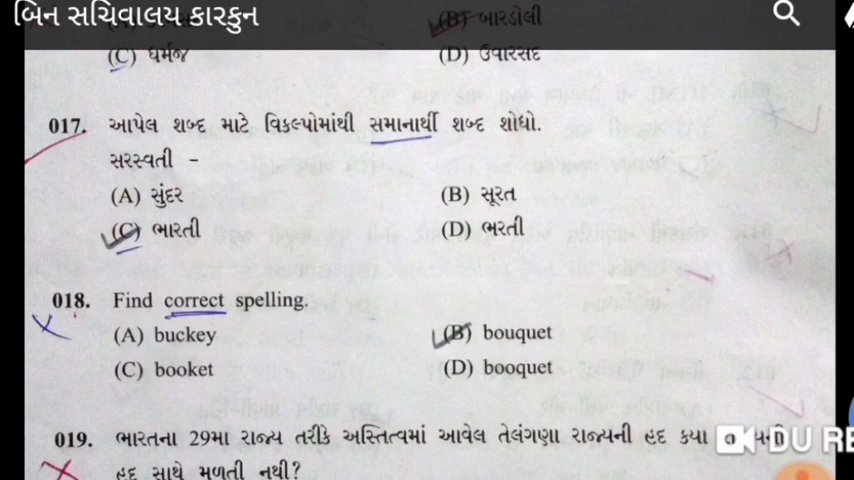 બિન સચિવાલય કારકુન
(B) બારડોલી
(C) ધર્મજ (D) ઉવારસદ
017. આપેલ શબ્દ માટે વિકલ્પોમાંથી સમાનાર્થી શબ્દ શોધો.
સરસ્વતી -
(A) સુંદર (B) સૂરત
(C) ભારતી (D) ભરતી
018. Find correct spelling.
(A) buckey (B) bouquet
(C) booket (D) booquet
019. ભારતના 29મા રાજ્ય તરીકે અસ્તિત્વમાં આવેલ તેલંગણા રાજ્યની હદ કયા
DU RE
હદ સાથે મળતી નથી?